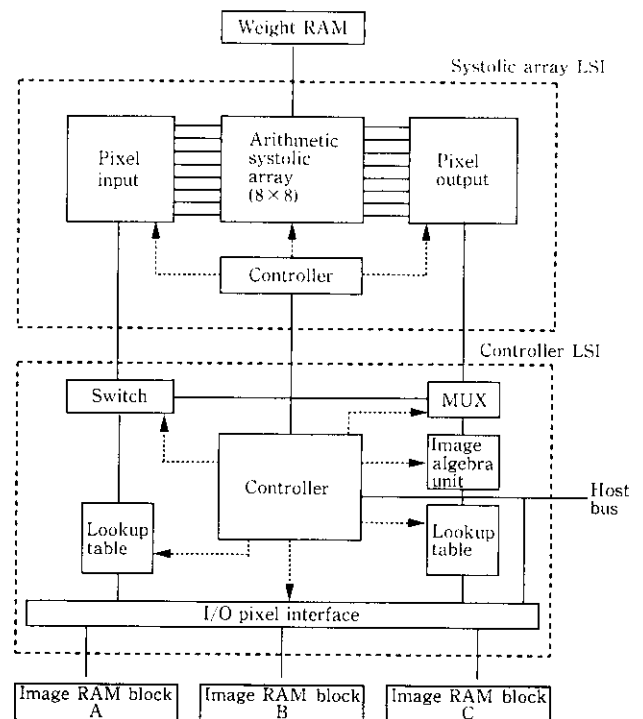 Weight RAM
Systolic array LSI
Pixel
input
Arithmetic
systolic
array
(8×8)
Pixel
output
Controller
Controller LSI
Switch
MUX
Controller
Image
algebra
unit
Host
bus
Lookup
table
Lookup
table
I/O pixel interface
Image RAM block
A
Image RAM block
B
Image RAM block
C